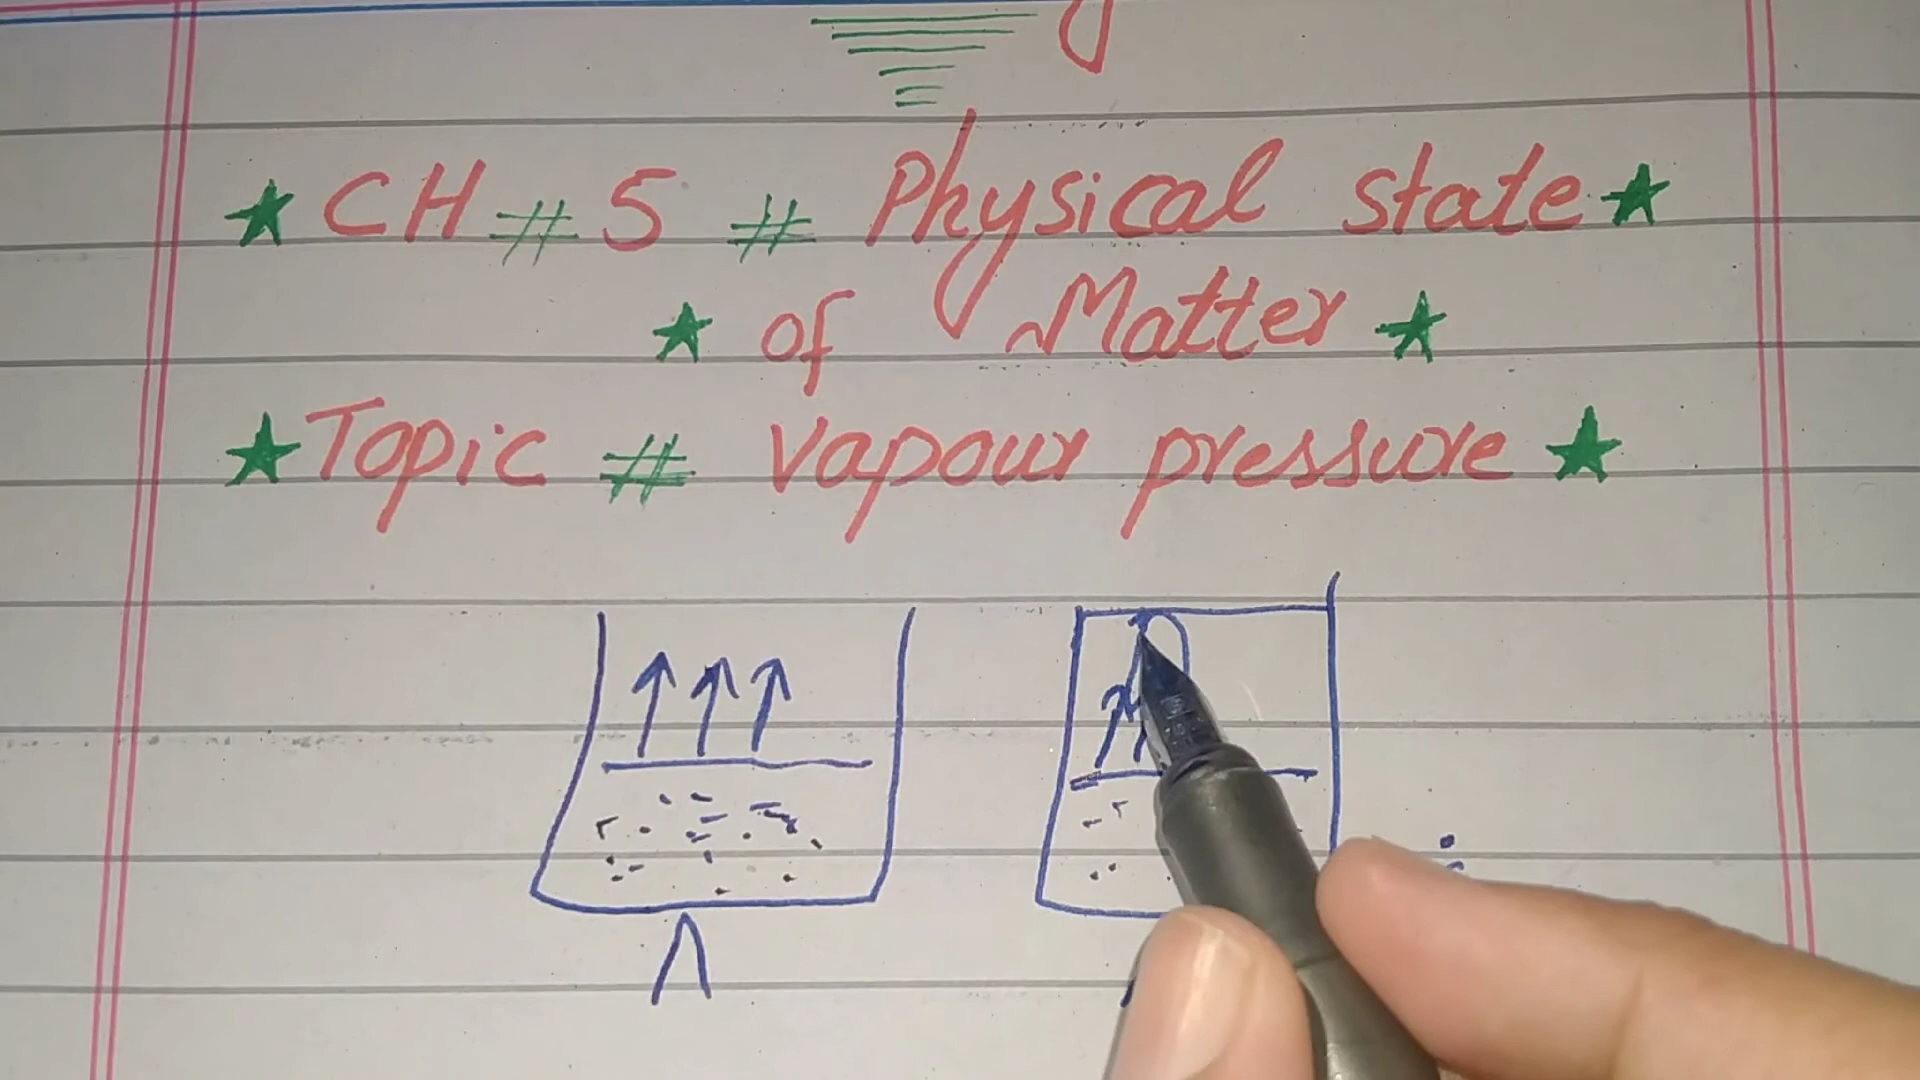 CH # 5 # Physical state
of Matter
Topic # Vapour pressure
A